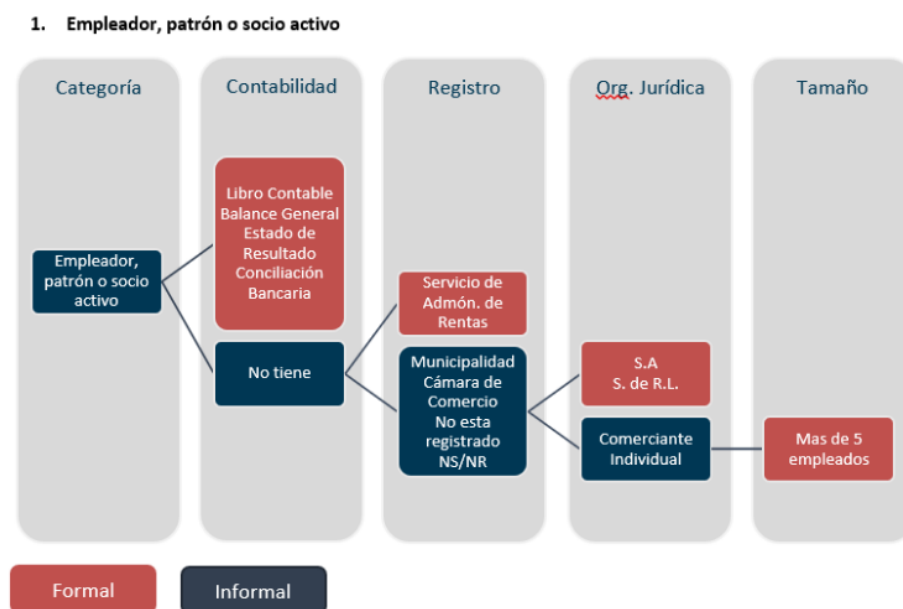 1. Empleador, patrón o socio activo
Categoría
Contabilidad
Registro
Org. Jurídica
Tamaño
Empleador,
patrón o socio
activo
Libro Contable
Balance General
Estado de
Resultado
Conciliación
Bancaria
No tiene
Servicio de
Admón. de
Rentas
Municipalidad
Cámara de
Comercio
No esta
registrado
NS/NR
S.A
S. de R.L.
Comerciante
Individual
Mas de 5
empleados
Formal
Informal